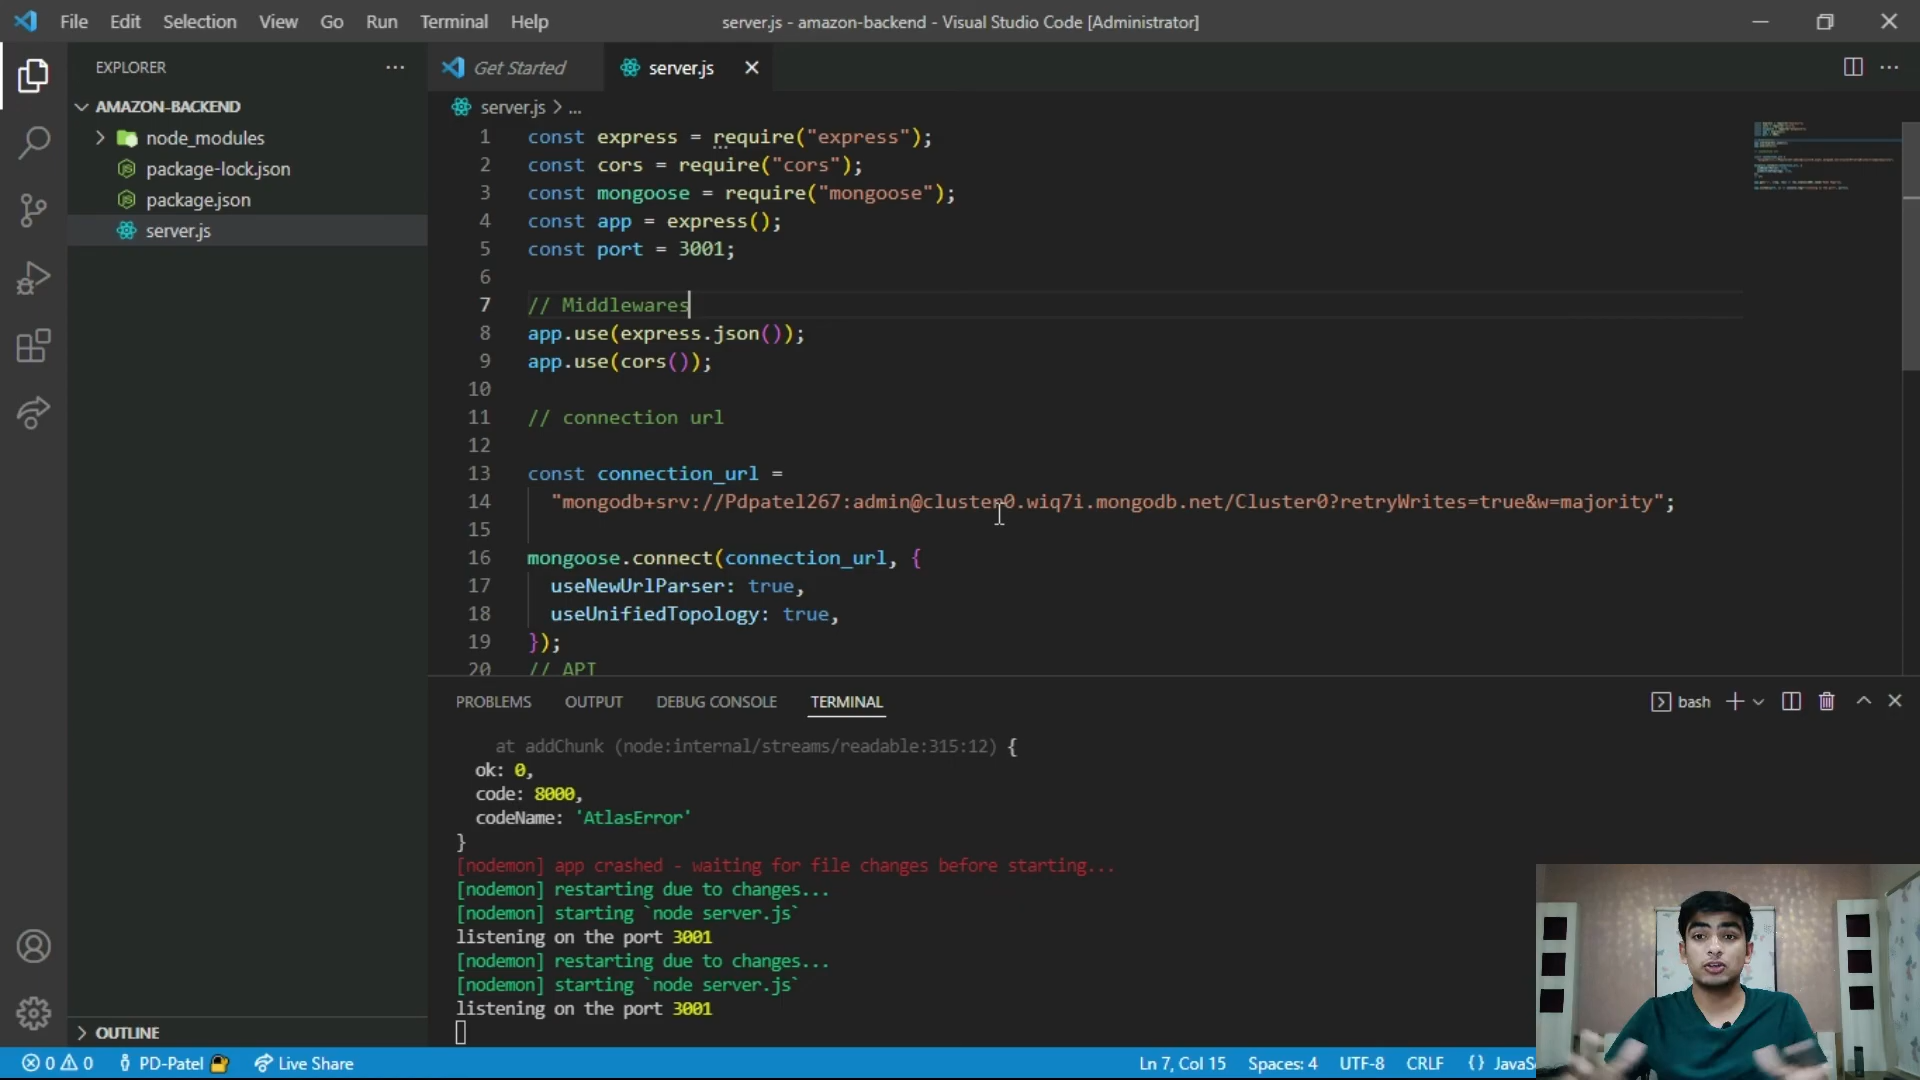 File Edit Selection View Go Run Terminal Help
server.js - amazon-backend - Visual Studio Code [Administrator]
EXPLORER
AMAZON-BACKEND
node_modules
package-lock.json
package.json
server.js
OUTLINE
Get Started
server.js
server.js > ...
1 const express = require("express");
2 const cors = require("cors");
3 const mongoose = require("mongoose");
4 const app = express();
5 const port = 3001;
6
7 // Middlewares
8 app.use(express.json());
9 app.use(cors());
10
11 // connection url
12
13 const connection_url =
14 "mongodb+srv://Pdpatel267:admin@cluster0.wiq7i.mongodb.net/Cluster0?retryWrites=true&w=majority";
15
16 mongoose.connect(connection_url, {
17 useNewUrlParser: true,
18 useUnifiedTopology: true,
19 });
20 // API
PROBLEMS OUTPUT DEBUG CONSOLE TERMINAL
bash
at addChunk (node:internal/streams/readable:315:12) {
ok: 0,
code: 8000,
codeName: 'AtlasError'
}
[nodemon] app crashed - waiting for file changes before starting...
[nodemon] restarting due to changes...
[nodemon] starting `node server.js`
listening on the port 3001
[nodemon] restarting due to changes...
[nodemon] starting `node server.js`
listening on the port 3001
0 0 PD-Patel Live Share
Ln 7, Col 15 Spaces: 4 UTF-8 CRLF {}